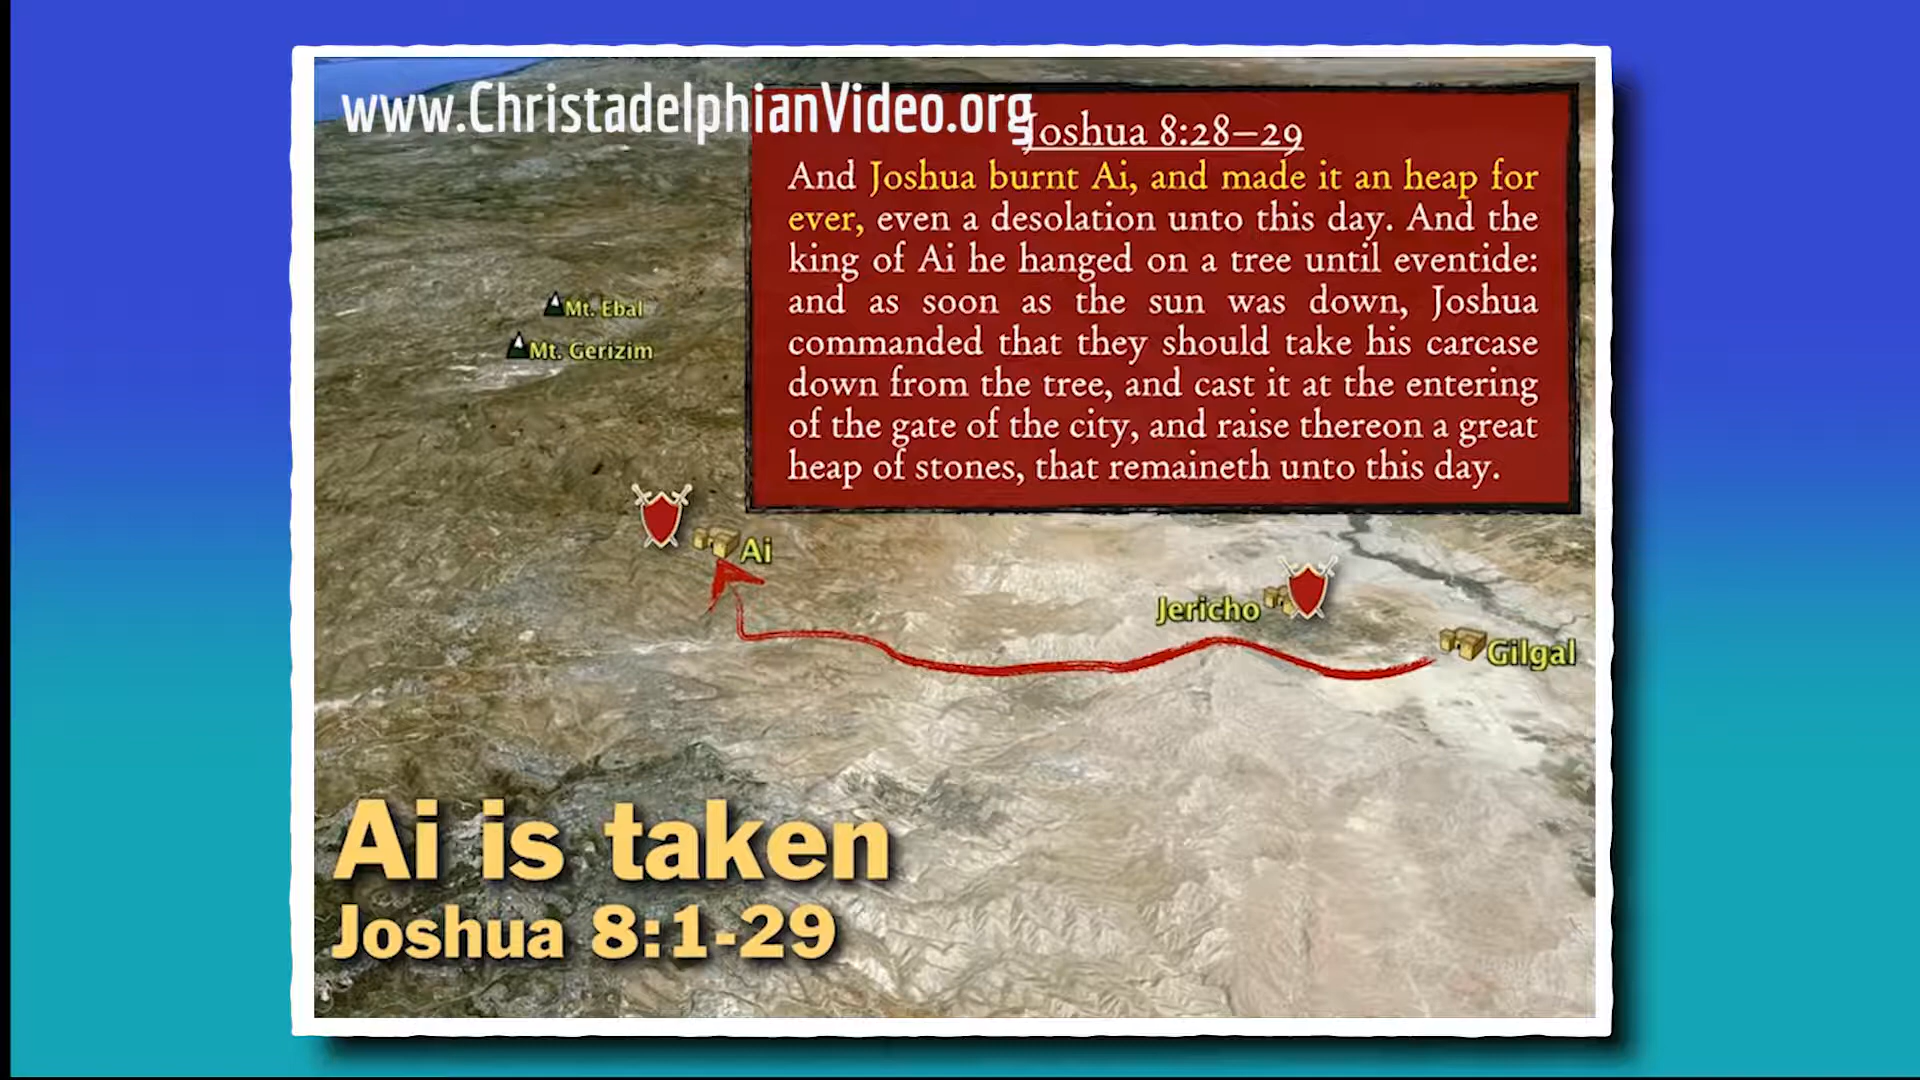 www.ChristadelphianVideo.org
Joshua 8:28–29
And Joshua burnt Ai, and made it an heap for
ever, even a desolation unto this day. And the
king of Ai he hanged on a tree until eventide:
and as soon as the sun was down, Joshua
commanded that they should take his carcase
down from the tree, and cast it at the entering
of the gate of the city, and raise thereon a great
heap of stones, that remaineth unto this day.
Mt. Ebal
Mt. Gerizim
Ai
Jericho
Gilgal
Ai is taken
Joshua 8:1-29